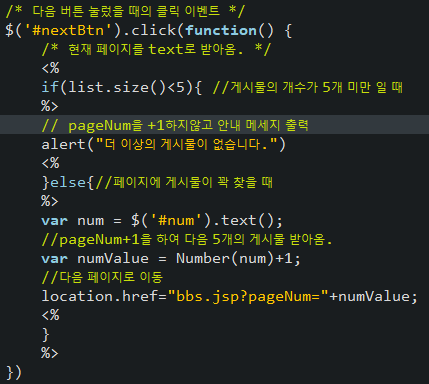 /* 다음 버튼 눌렀을 때의 클릭 이벤트 */
$('#nextBtn').click(function() {
/* 현재 페이지를 text로 받아옴. */
<%
if(list.size()<5){ //게시물의 개수가 5개 미만 일 때
%>
// pageNum을 +1하지않고 안내 메세지 출력
alert("더 이상의 게시물이 없습니다.")
<%
}else{//페이지에 게시물이 꽉 찾을 때
%>
var num = $('#num').text();
//pageNum+1을 하여 다음 5개의 게시물 받아옴.
var numValue = Number(num)+1;
//다음 페이지로 이동
location.href="bbs.jsp?pageNum="+numValue;
<%
}
%>
})